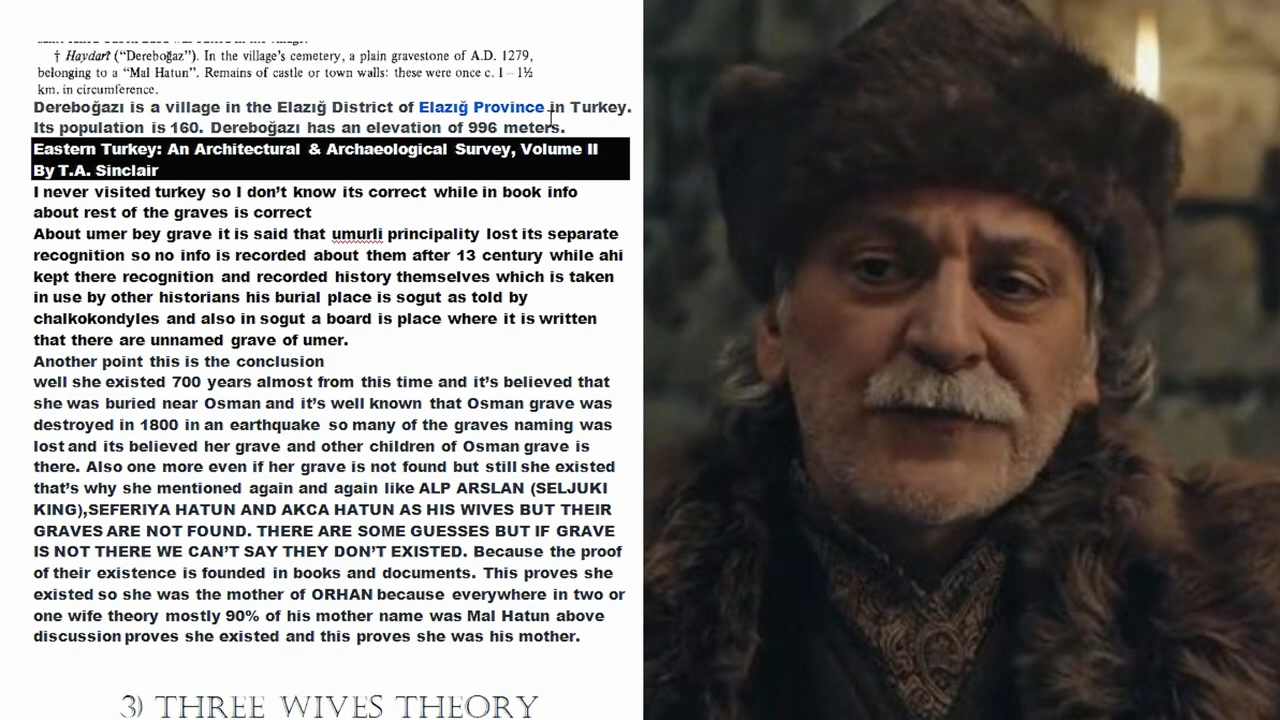 † Haydarî ("Dereboğaz"). In the village's cemetery, a plain gravestone of A.D. 1279,
belonging to a "Mal Hatun". Remains of castle or town walls: these were once c. 1–1½
km. in circumference.
Dereboğazı is a village in the Elazığ District of Elazığ Province in Turkey.
Its population is 160. Dereboğazı has an elevation of 996 meters.
Eastern Turkey: An Architectural & Archaeological Survey, Volume II
By T.A. Sinclair
I never visited turkey so I don't know its correct while in book info
about rest of the graves is correct
About umer bey grave it is said that umurli principality lost its separate
recognition so no info is recorded about them after 13 century while ahi
kept there recognition and recorded history themselves which is taken
in use by other historians his burial place is sogut as told by
chalkokondyles and also in sogut a board is place where it is written
that there are unnamed grave of umer.
Another point this is the conclusion
well she existed 700 years almost from this time and it's believed that
she was buried near Osman and it's well known that Osman grave was
destroyed in 1800 in an earthquake so many of the graves naming was
lost and its believed her grave and other children of Osman grave is
there. Also one more even if her grave is not found but still she existed
that's why she mentioned again and again like ALP ARSLAN (SELJUKI
KING),SEFERIYA HATUN AND AKCA HATUN AS HIS WIVES BUT THEIR
GRAVES ARE NOT FOUND. THERE ARE SOME GUESSES BUT IF GRAVE
IS NOT THERE WE CAN'T SAY THEY DON'T EXISTED. Because the proof
of their existence is founded in books and documents. This proves she
existed so she was the mother of ORHAN because everywhere in two or
one wife theory mostly 90% of his mother name was Mal Hatun above
discussion proves she existed and this proves she was his mother.
3) THREE WIVES THEORY